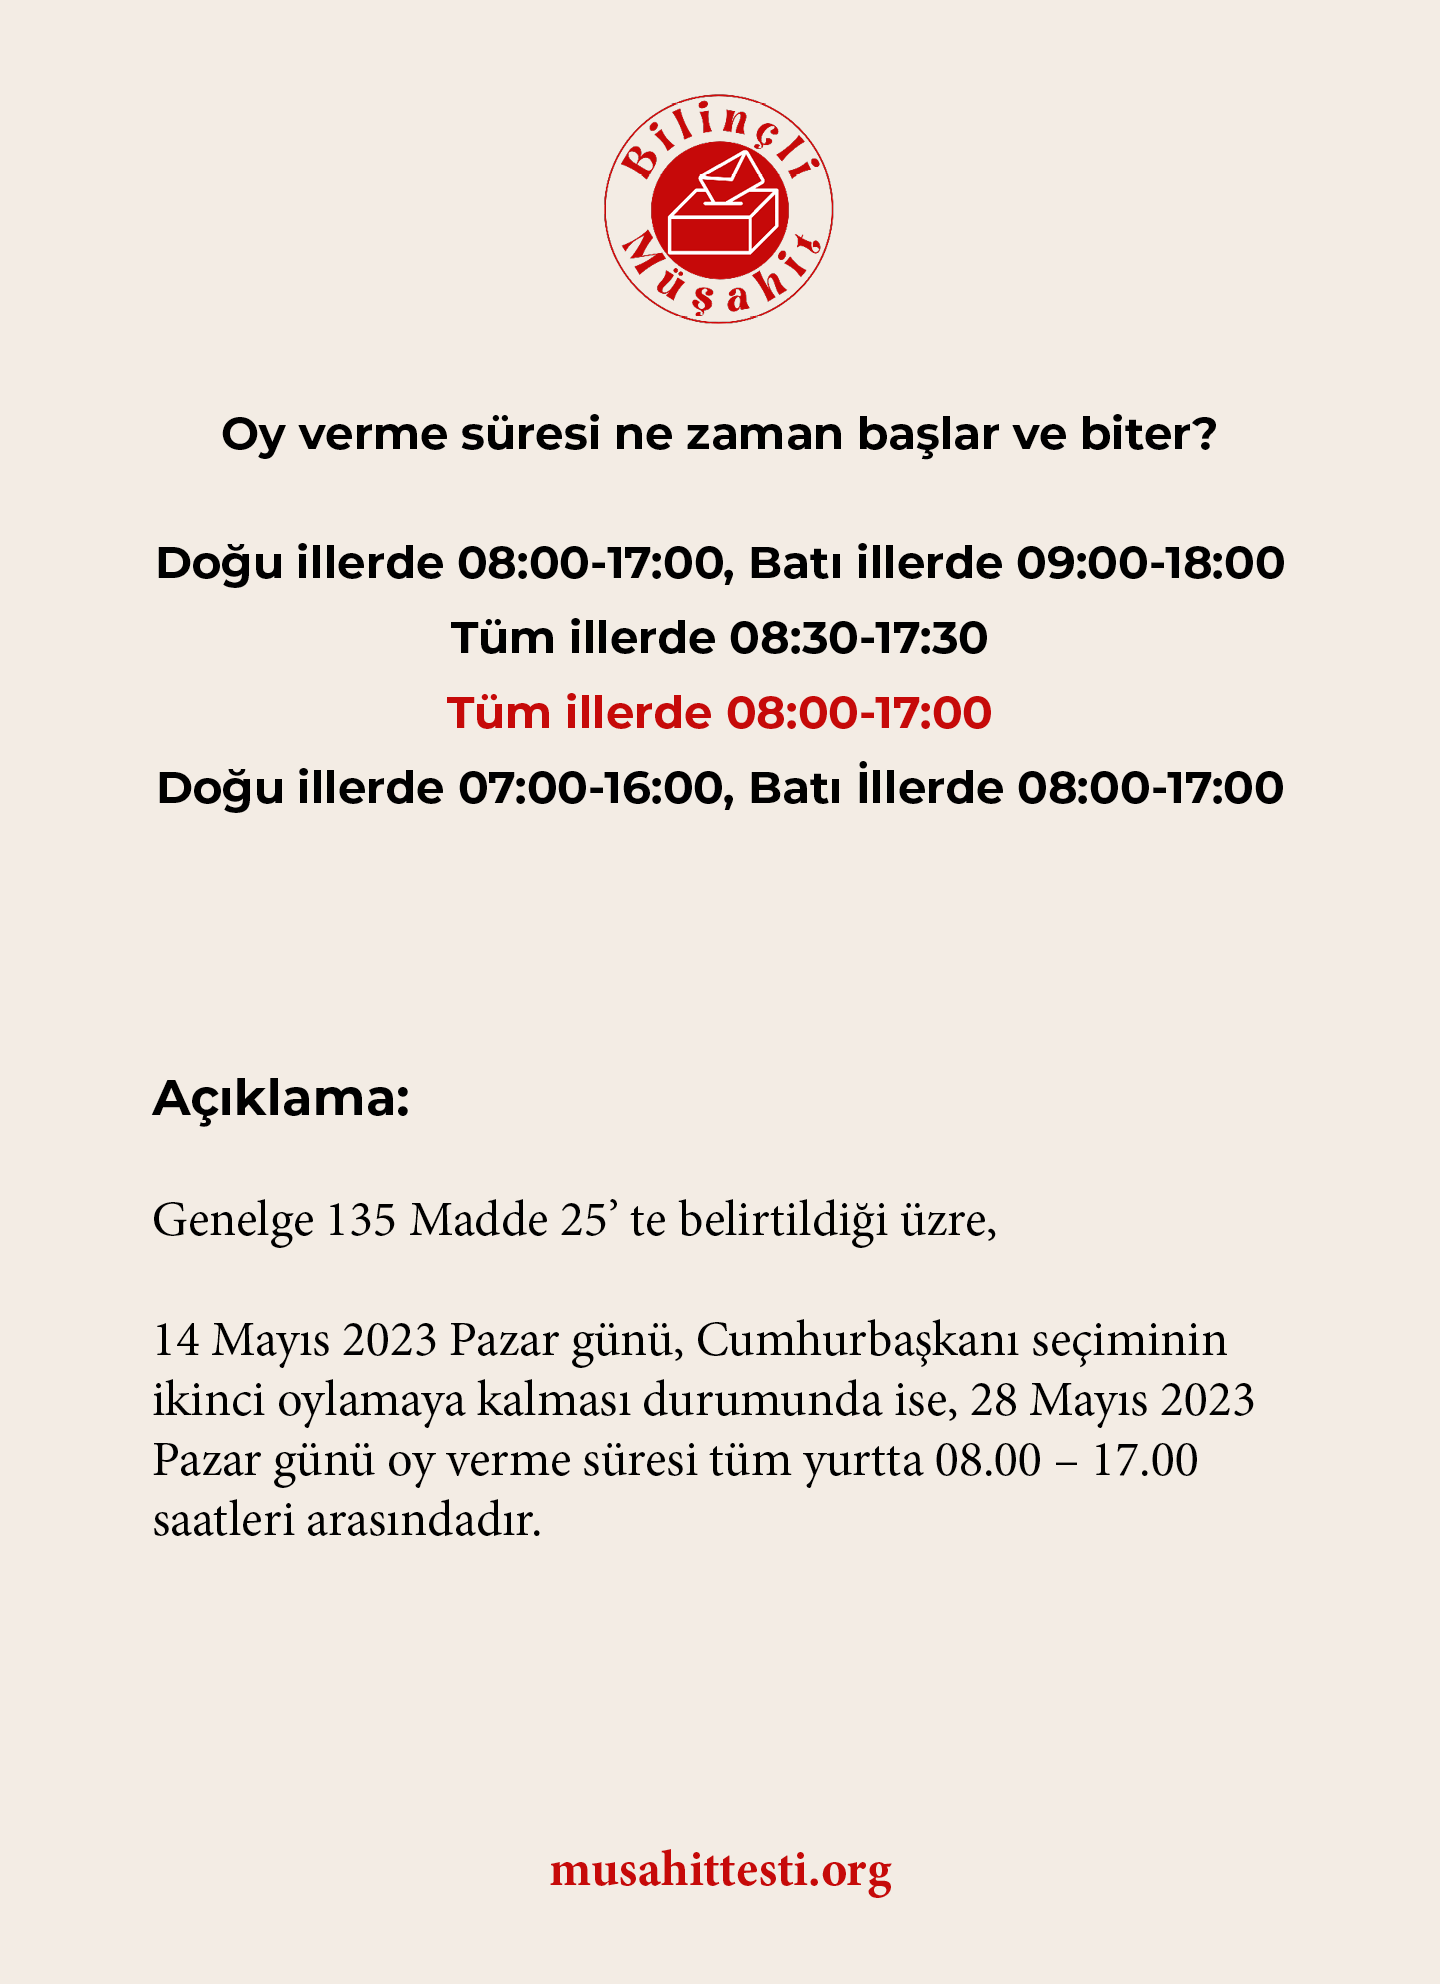 Bilinçli
Müşahit
Oy verme süresi ne zaman başlar ve biter?
Doğu illerde 08:00-17:00, Batı illerde 09:00-18:00
Tüm illerde 08:30-17:30
Tüm illerde 08:00-17:00
Doğu illerde 07:00-16:00, Batı İllerde 08:00-17:00
Açıklama:
Genelge 135 Madde 25’ te belirtildiği üzre,
14 Mayıs 2023 Pazar günü, Cumhurbaşkanı seçiminin
ikinci oylamaya kalması durumunda ise, 28 Mayıs 2023
Pazar günü oy verme süresi tüm yurtta 08.00 – 17.00
saatleri arasındadır.
musahittesti.org